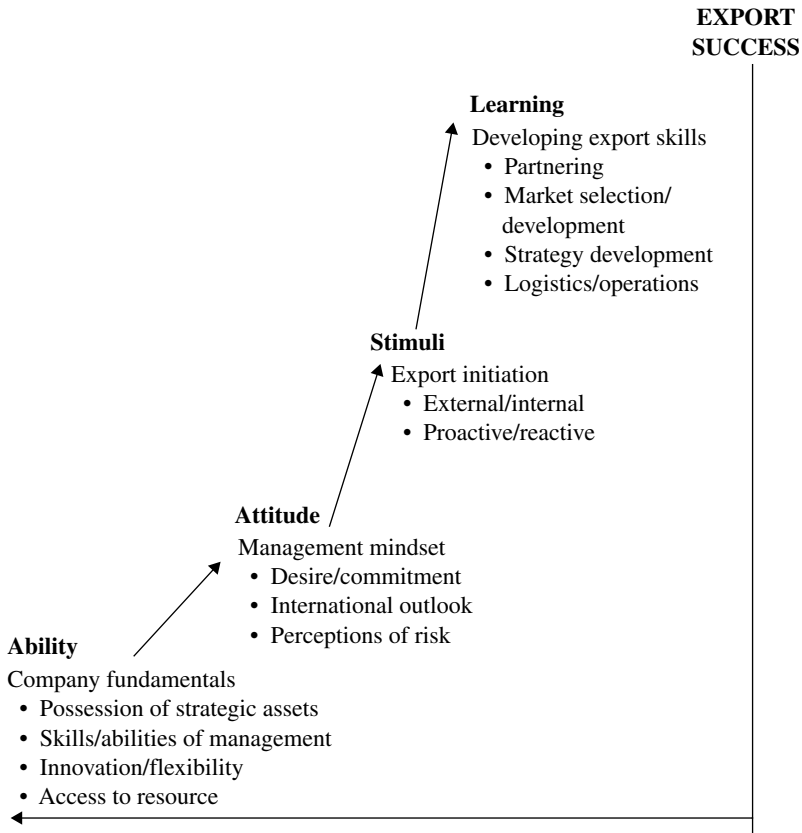 EXPORT
SUCCESS
Learning
Developing export skills
• Partnering
• Market selection/
development
• Strategy development
• Logistics/operations
Stimuli
Export initiation
• External/internal
• Proactive/reactive
Attitude
Management mindset
• Desire/commitment
• International outlook
• Perceptions of risk
Ability
Company fundamentals
• Possession of strategic assets
• Skills/abilities of management
• Innovation/flexibility
• Access to resource